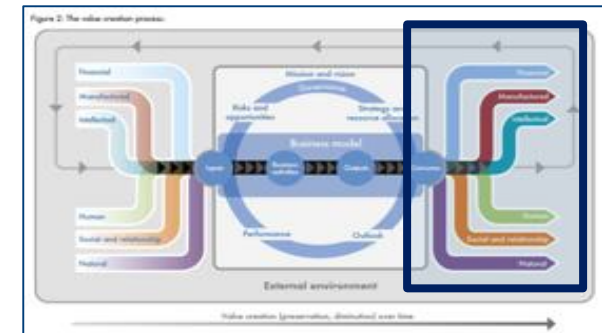 Figure 2: The value creation process.
Financial
Manufactured
Intellectual
Human
Social and relationship
Natural
Mission and vision
Governance
Risks and
opportunities
Strategy and
resource allocation
Business model
Inputs
Business
activities
Outputs
Outcomes
Performance
Outlook
External environment
Financial
Manufactured
Intellectual
Human
Social and relationship
Natural
Value creation (preservation, diminution) over time